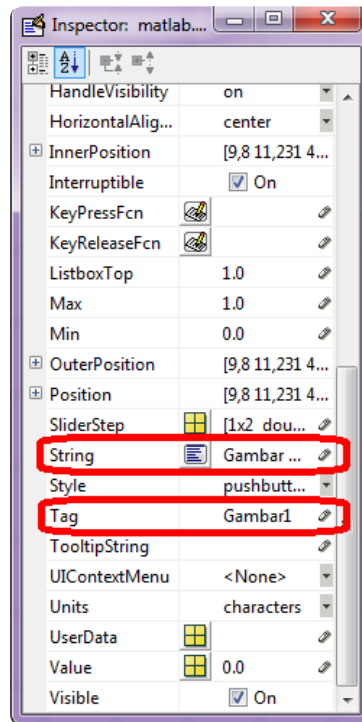 Inspector: matlab....
HandleVisibility on
HorizontalAlig... center
InnerPosition [9,8 11,231 4...
Interruptible On
KeyPressFcn
KeyReleaseFcn
ListboxTop 1.0
Max 1.0
Min 0.0
OuterPosition [9,8 11,231 4...
Position [9,8 11,231 4...
SliderStep [1x2 dou...
String Gambar ...
Style pushbutt...
Tag Gambar1
TooltipString
UIContextMenu <None>
Units characters
UserData
Value 0.0
Visible On